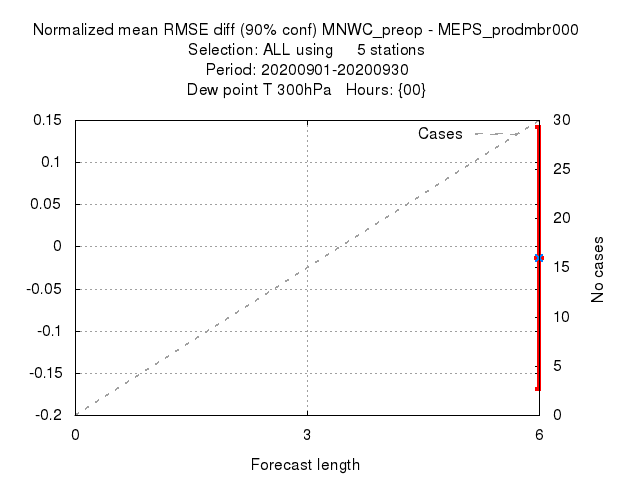 Normalized mean RMSE diff (90% conf) MNWC_preop - MEPS_prodmbr000
Selection: ALL using     5 stations
Period: 20200901-20200930
Dew point T 300hPa   Hours: {00}
Cases
0.15
0.1
0.05
0
-0.05
-0.1
-0.15
-0.2
30
25
20
15
10
5
0
No cases
0
3
6
Forecast length